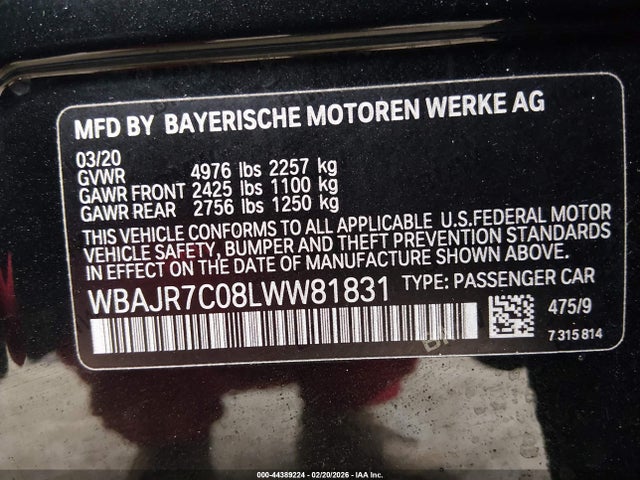 MFD BY BAYERISCHE MOTOREN WERKE AG
03/20
GVWR 4976 lbs 2257 kg
GAWR FRONT 2425 lbs 1100 kg
GAWR REAR 2756 lbs 1250 kg
THIS VEHICLE CONFORMS TO ALL APPLICABLE U.S.FEDERAL MOTOR
VEHICLE SAFETY, BUMPER AND THEFT PREVENTION STANDARDS
IN EFFECT ON THE DATE OF MANUFACTURE SHOWN ABOVE.
WBAJR7C08LWW81831 TYPE: PASSENGER CAR
475/9
7 315 814
000-44389224 - 02/20/2026 - IAA Inc.